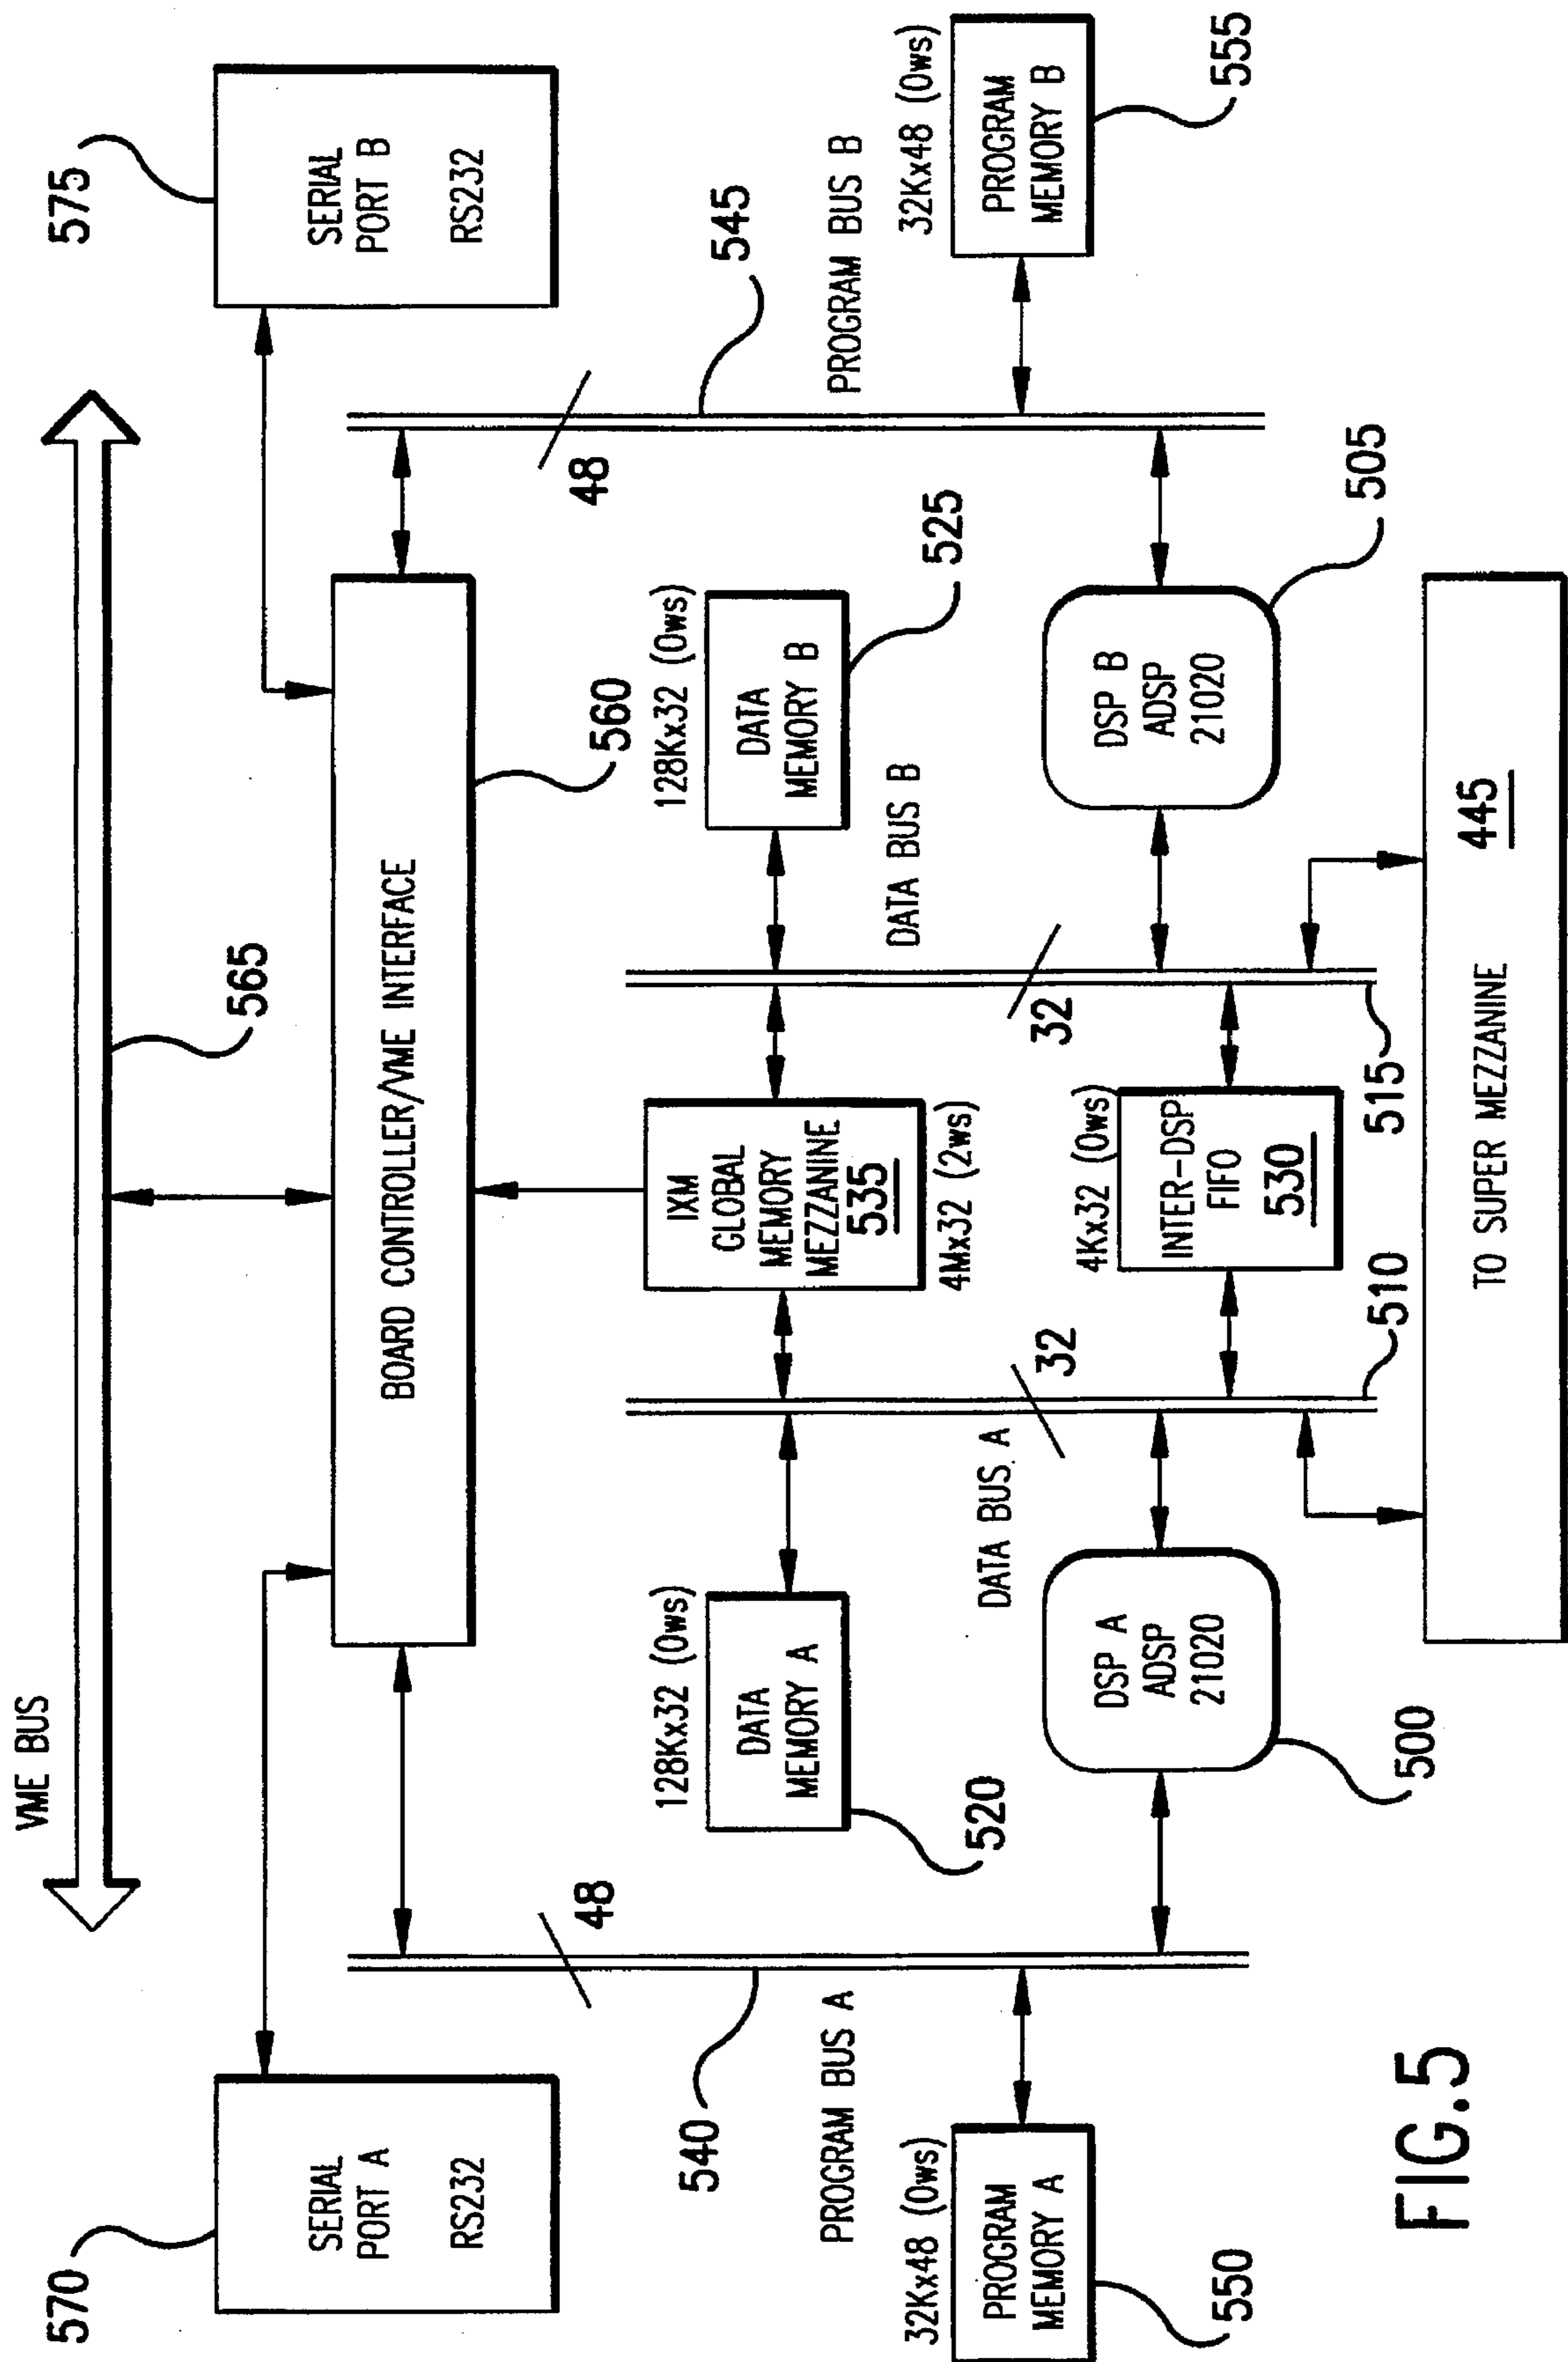 VME BUS
565
570
SERIAL
PORT A
RS232
575
SERIAL
PORT B
RS232
BOARD CONTROLLER/VME INTERFACE
560
48
48
540
PROGRAM BUS A
545
PROGRAM BUS B
128Kx32 (0ws)
DATA
MEMORY A
520
IXM
GLOBAL
MEMORY
MEZZANINE
535
4Mx32 (2ws)
128Kx32 (0ws)
DATA
MEMORY B
525
DATA BUS A
32
32
DATA BUS B
32Kx48 (0ws)
PROGRAM
MEMORY A
550
DSP A
ADSP
21020
500
4Kx32 (0ws)
INTER-DSP
FIFO
530
DSP B
ADSP
21020
505
32Kx48 (0ws)
PROGRAM
MEMORY B
555
510
515
TO SUPER MEZZANINE
445
FIG.5